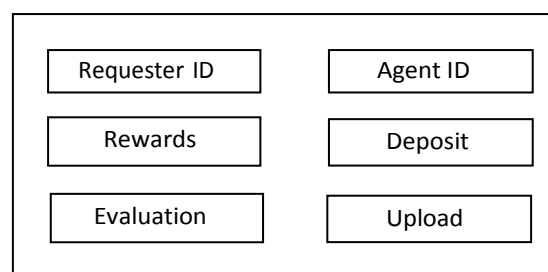 Requester ID
Agent ID
Rewards
Deposit
Evaluation
Upload